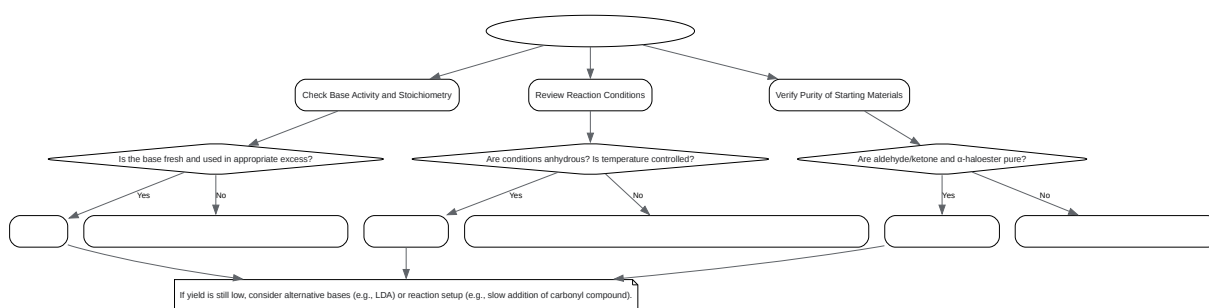 Check Base Activity and Stoichiometry
Review Reaction Conditions
Verify Purity of Starting Materials
Is the base fresh and used in appropriate excess?
Are conditions anhydrous? Is temperature controlled?
Are aldehyde/ketone and α-haloester pure?
Yes
No
Yes
No
Yes
No
If yield is still low, consider alternative bases (e.g., LDA) or reaction setup (e.g., slow addition of carbonyl compound).